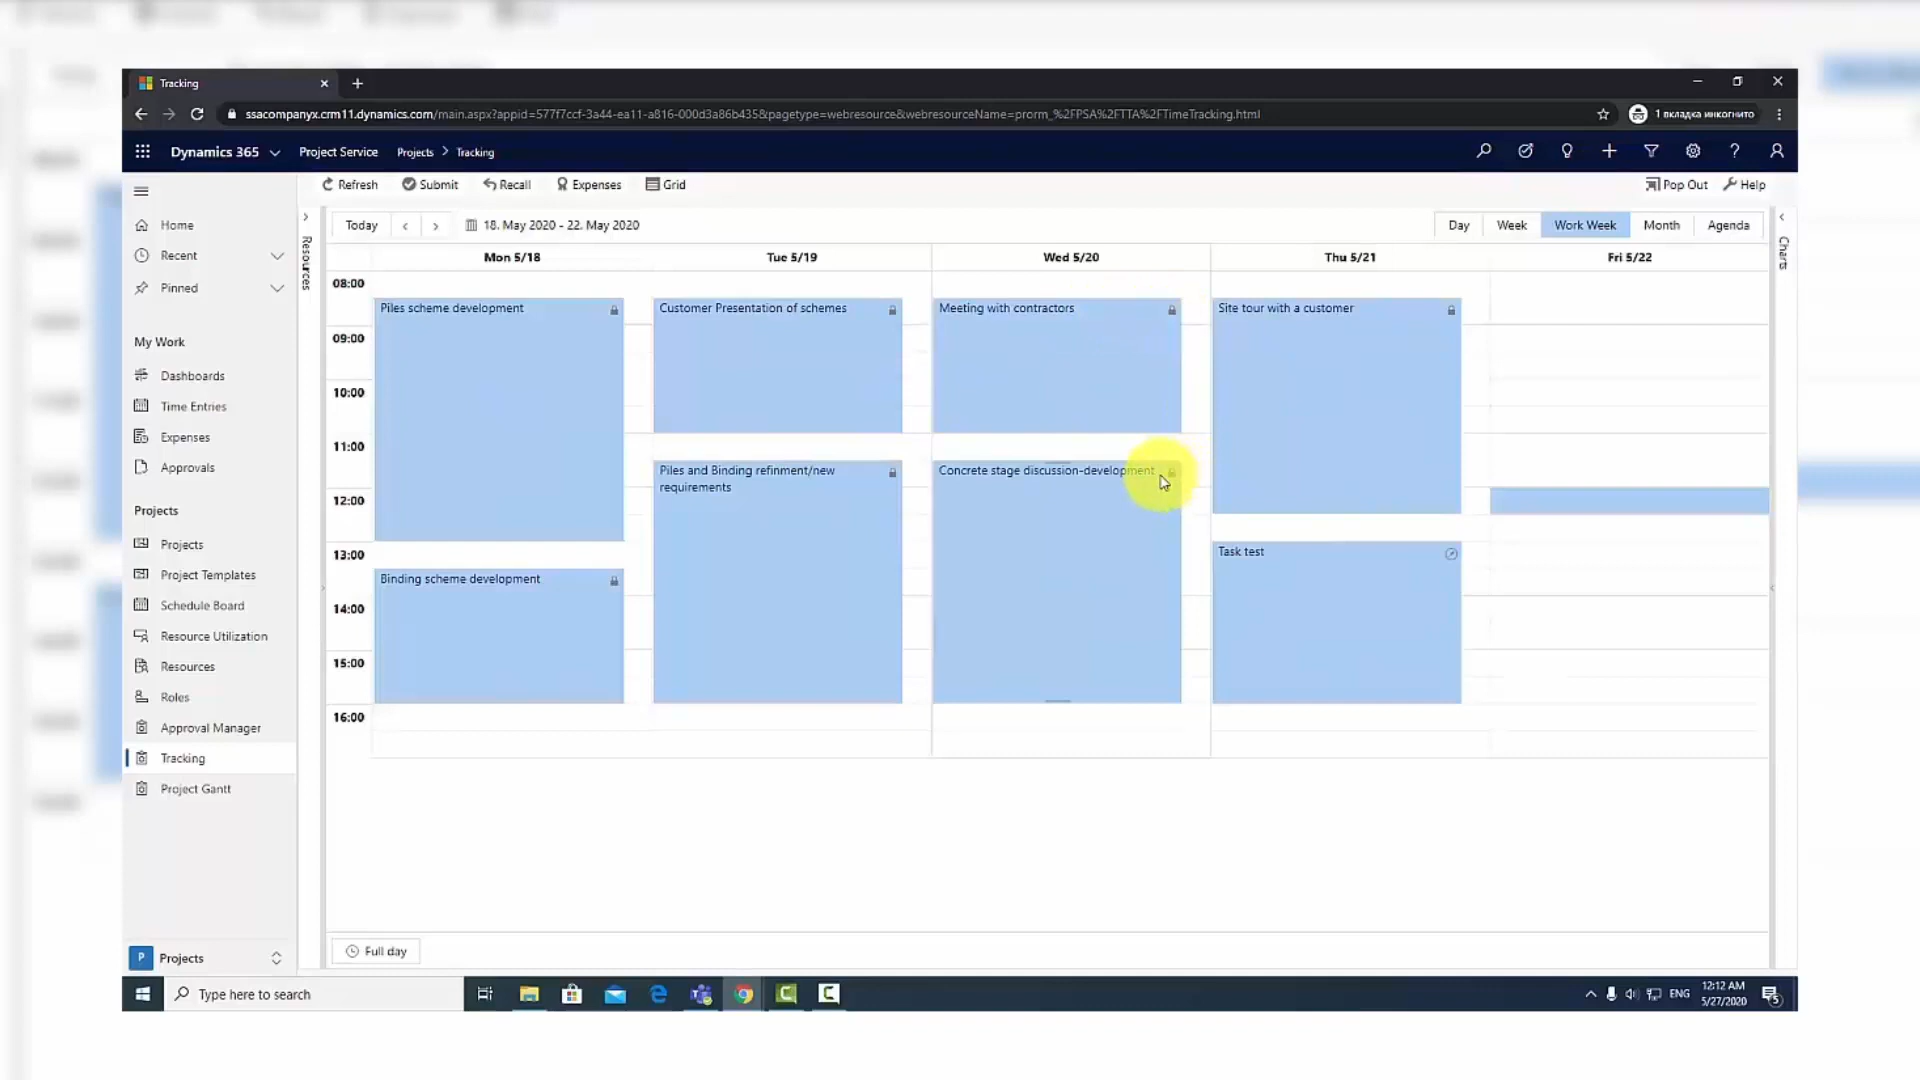 Tracking
ssacompanyx.crm11.dynamics.com/main.aspx?appid=577f7ccf-3a44-ea11-a816-000d3a86b435&pagetype=webresource&webresourceName=prorm_%2FPSA%2FTTA%2FTimeTracking.html
1 вкладка инкогнито
Dynamics 365
Project Service
Projects > Tracking
Refresh
Submit
Recall
Expenses
Grid
Pop Out
Help
Home
Recent
Pinned
My Work
Dashboards
Time Entries
Expenses
Approvals
Projects
Projects
Project Templates
Schedule Board
Resource Utilization
Resources
Roles
Approval Manager
Tracking
Project Gantt
P Projects
Resources
Today
18. May 2020 - 22. May 2020
Day
Week
Work Week
Month
Agenda
Charts
Mon 5/18
Tue 5/19
Wed 5/20
Thu 5/21
Fri 5/22
08:00
09:00
10:00
11:00
12:00
13:00
14:00
15:00
16:00
Piles scheme development
Binding scheme development
Customer Presentation of schemes
Piles and Binding refinment/new
requirements
Meeting with contractors
Concrete stage discussion-development
Site tour with a customer
Task test
Full day
Type here to search
ENG
12:12 AM
5/27/2020
5